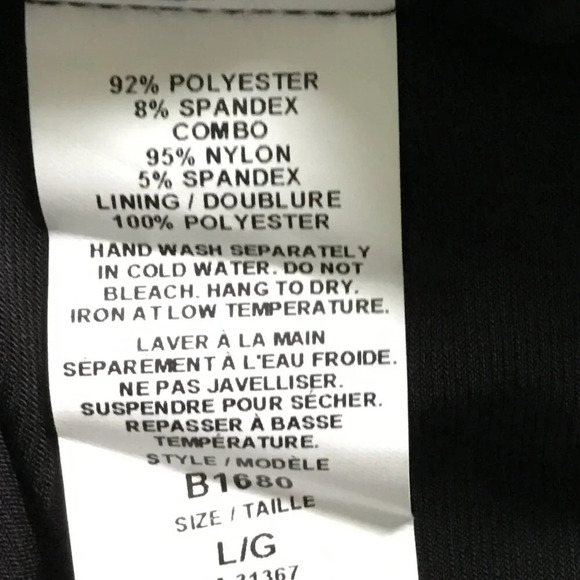 92% POLYESTER
8% SPANDEX
COMBO
95% NYLON
5% SPANDEX
LINING / DOUBLURE
100% POLYESTER
HAND WASH SEPARATELY
IN COLD WATER. DO NOT
BLEACH. HANG TO DRY.
IRON AT LOW TEMPERATURE.
LAVER À LA MAIN
SÉPAREMENT À L'EAU FROIDE.
NE PAS JAVELLISER.
SUSPENDRE POUR SÉCHER.
REPASSER À BASSE
TEMPÉRATURE.
STYLE / MODÈLE
B1680
SIZE / TAILLE
L/G
31367